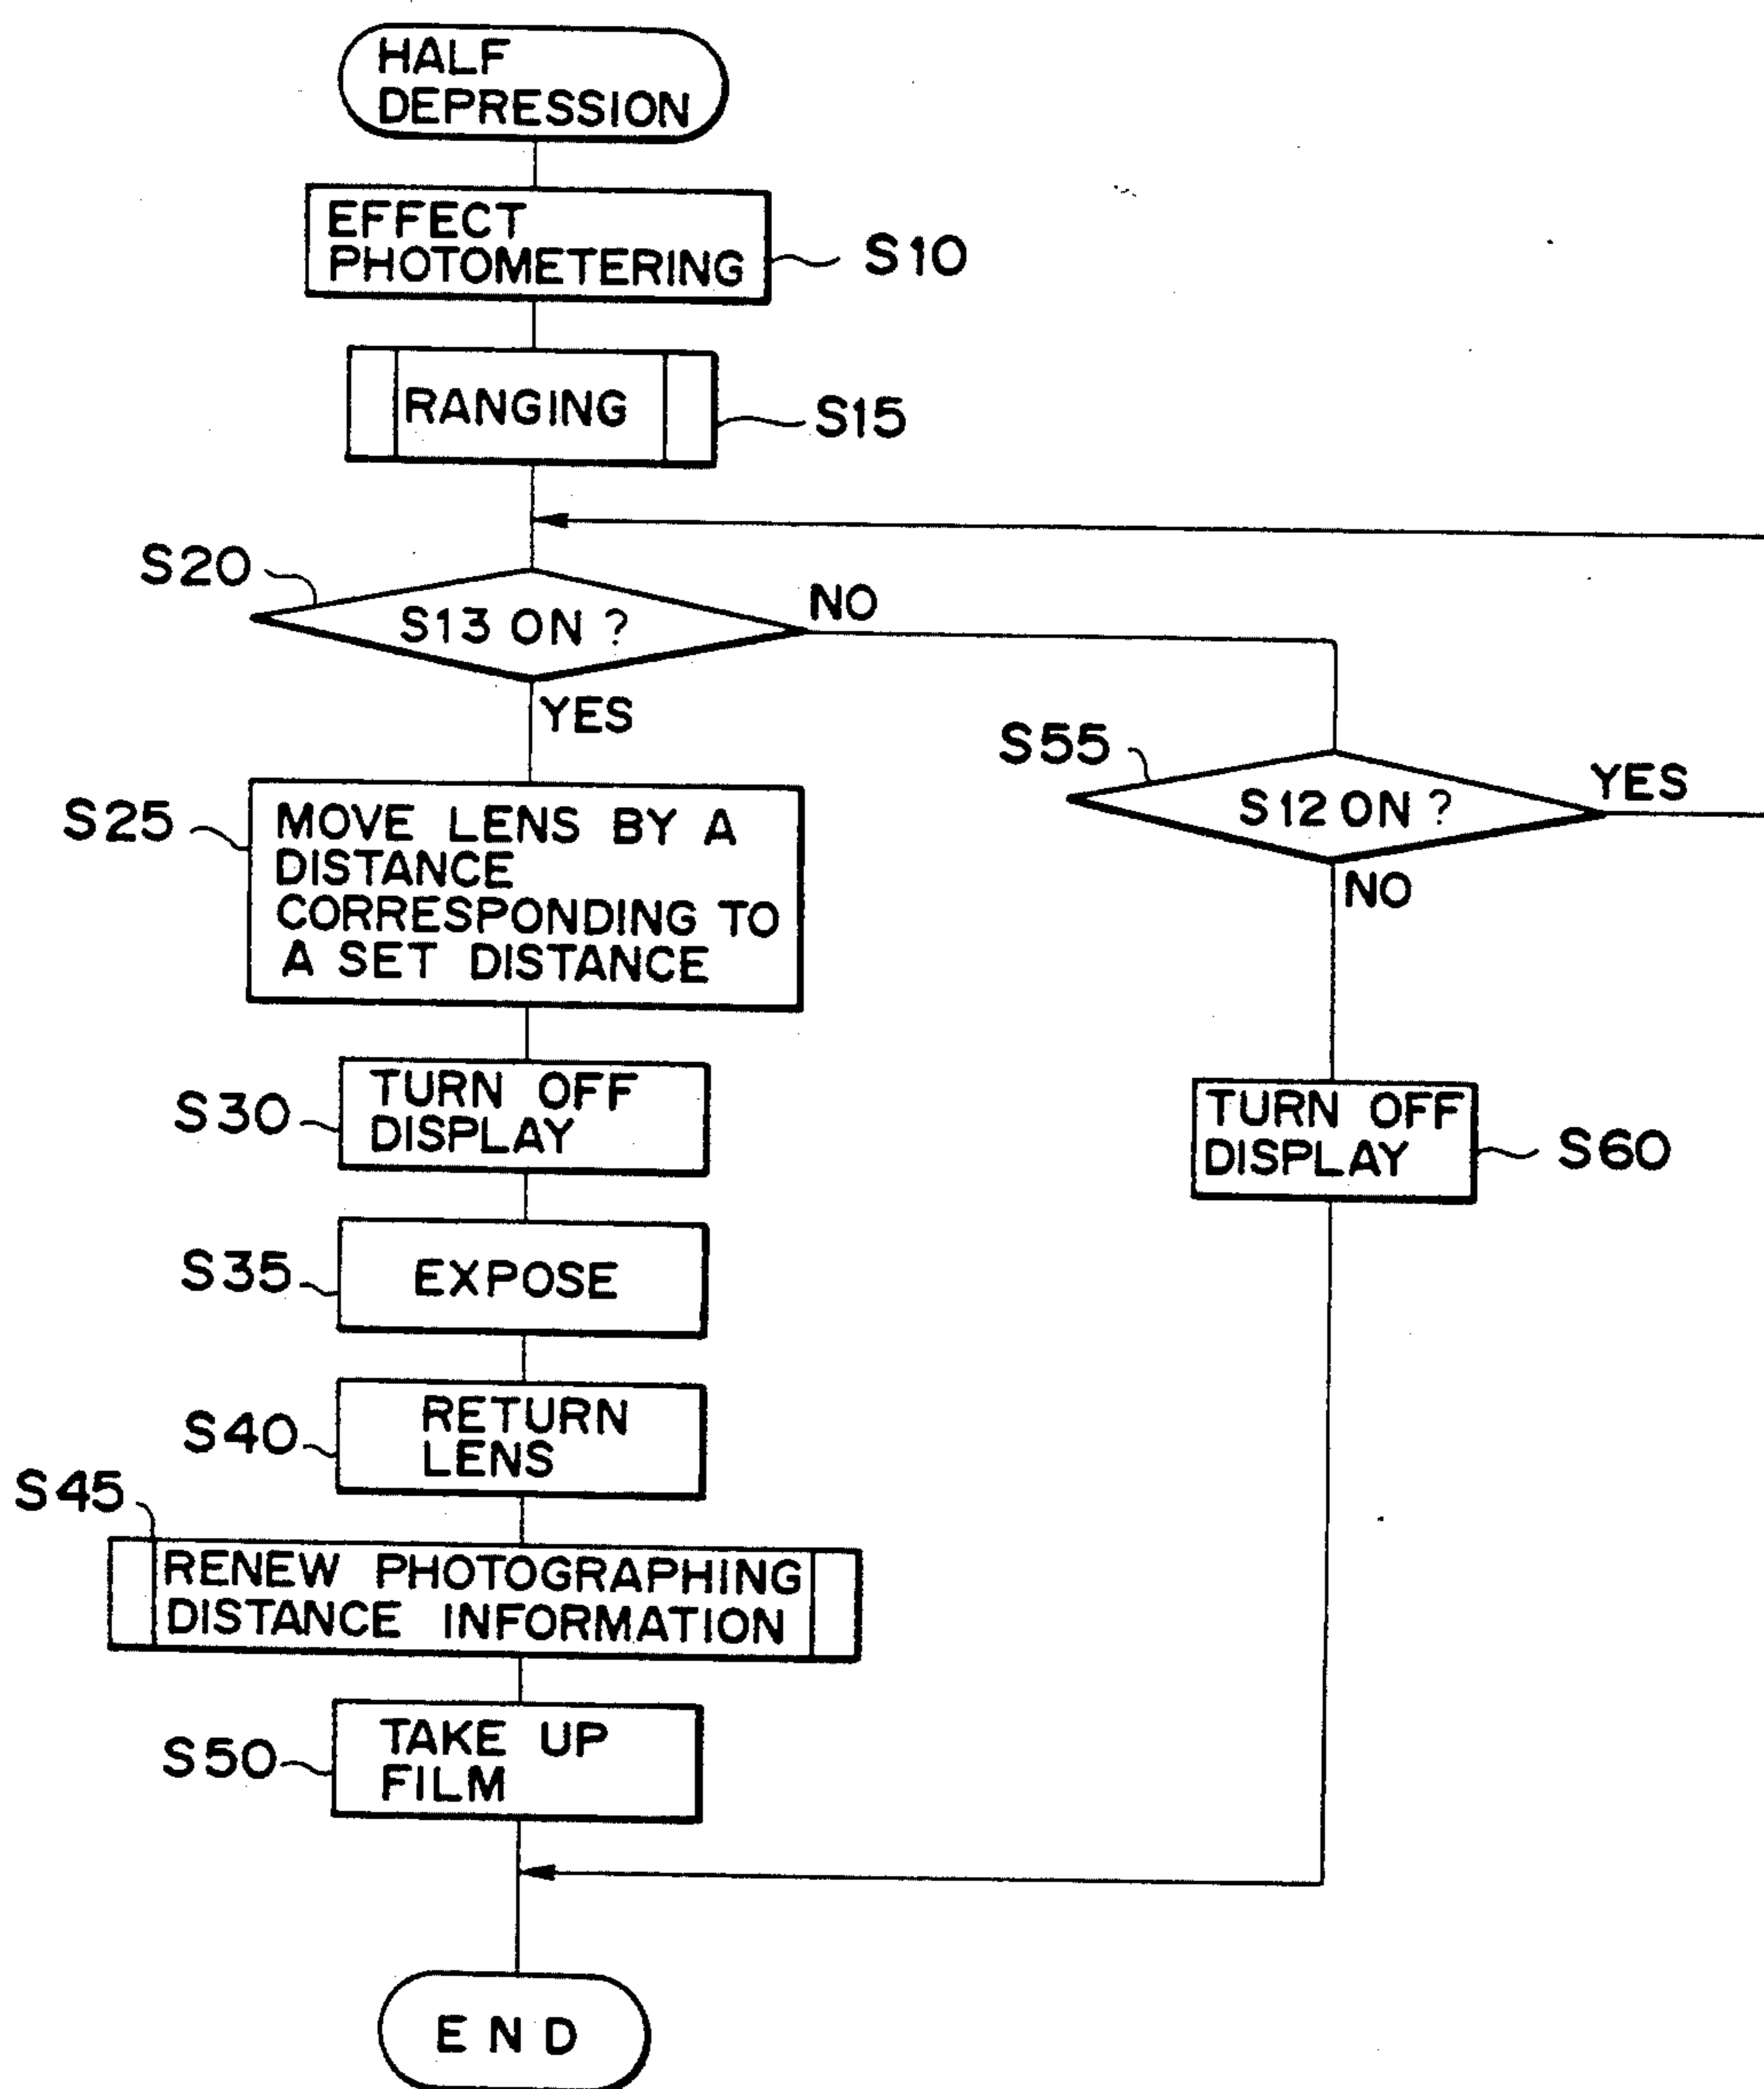 HALF
DEPRESSION
EFFECT
PHOTOMETERING
S10
RANGING
S15
S20
S13 ON ?
NO
YES
S55
S12 ON ?
YES
NO
S25
MOVE LENS BY A
DISTANCE
CORRESPONDING TO
A SET DISTANCE
S30
TURN OFF
DISPLAY
TURN OFF
DISPLAY
S60
S35
EXPOSE
S40
RETURN
LENS
S45
RENEW PHOTOGRAPHING
DISTANCE INFORMATION
S50
TAKE UP
FILM
END